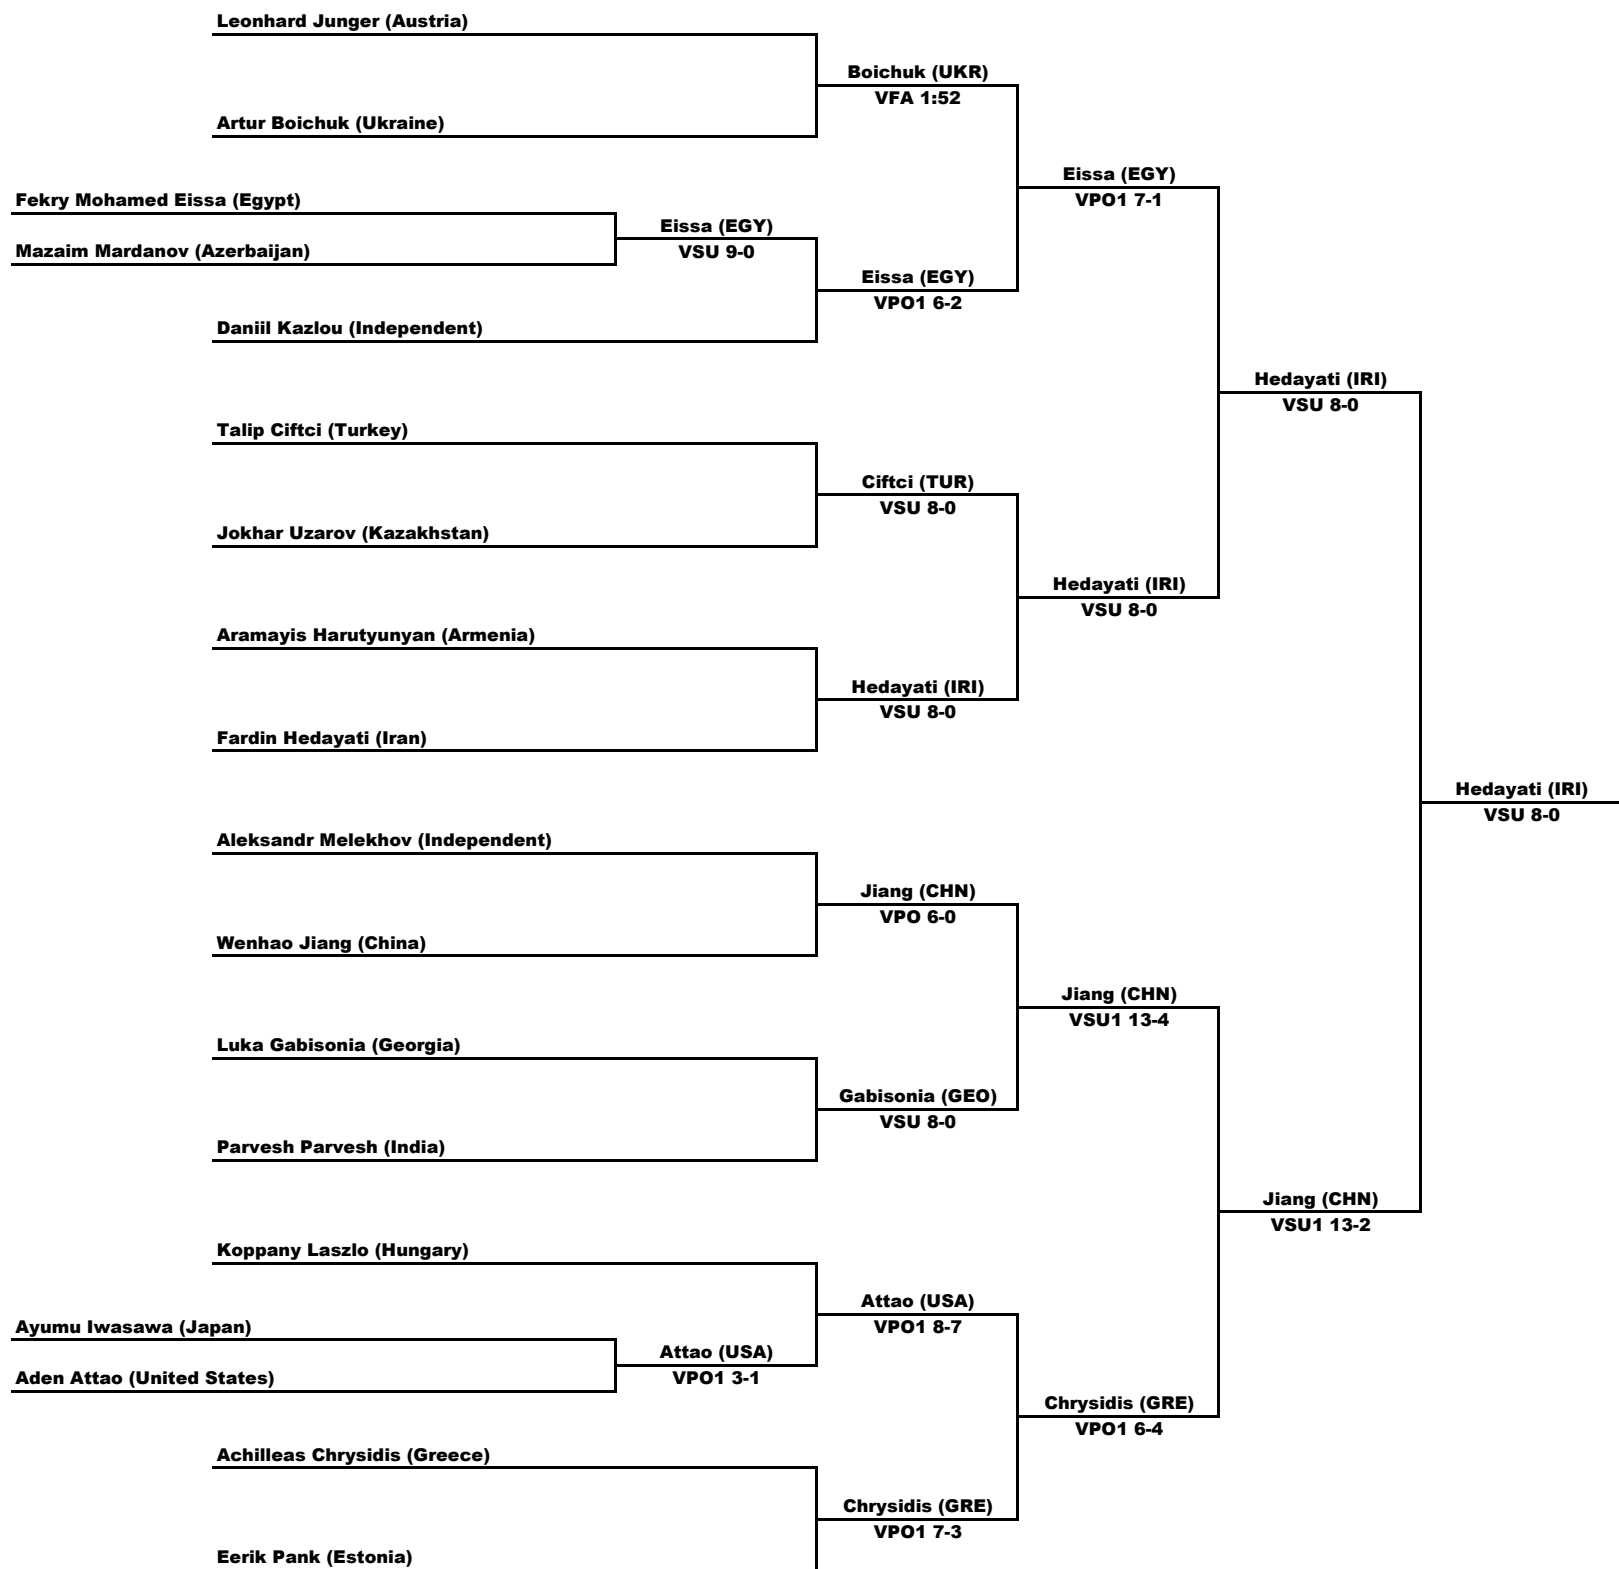 Leonhard Junger (Austria)
Boichuk (UKR)
VFA 1:52
Artur Boichuk (Ukraine)
Eissa (EGY)
VPO1 7-1
Fekry Mohamed Eissa (Egypt)
Eissa (EGY)
VSU 9-0
Mazaim Mardanov (Azerbaijan)
Eissa (EGY)
VPO1 6-2
Daniil Kazlou (Independent)
Hedayati (IRI)
VSU 8-0
Talip Ciftci (Turkey)
Ciftci (TUR)
VSU 8-0
Jokhar Uzarov (Kazakhstan)
Hedayati (IRI)
VSU 8-0
Aramayis Harutyunyan (Armenia)
Hedayati (IRI)
VSU 8-0
Fardin Hedayati (Iran)
Hedayati (IRI)
VSU 8-0
Aleksandr Melekhov (Independent)
Jiang (CHN)
VPO 6-0
Wenhao Jiang (China)
Jiang (CHN)
VSU1 13-4
Luka Gabisonia (Georgia)
Gabisonia (GEO)
VSU 8-0
Parvesh Parvesh (India)
Jiang (CHN)
VSU1 13-2
Koppany Laszlo (Hungary)
Attao (USA)
VPO1 8-7
Ayumu Iwasawa (Japan)
Attao (USA)
VPO1 3-1
Aden Attao (United States)
Chrysidis (GRE)
VPO1 6-4
Achilleas Chrysidis (Greece)
Chrysidis (GRE)
VPO1 7-3
Eerik Pank (Estonia)